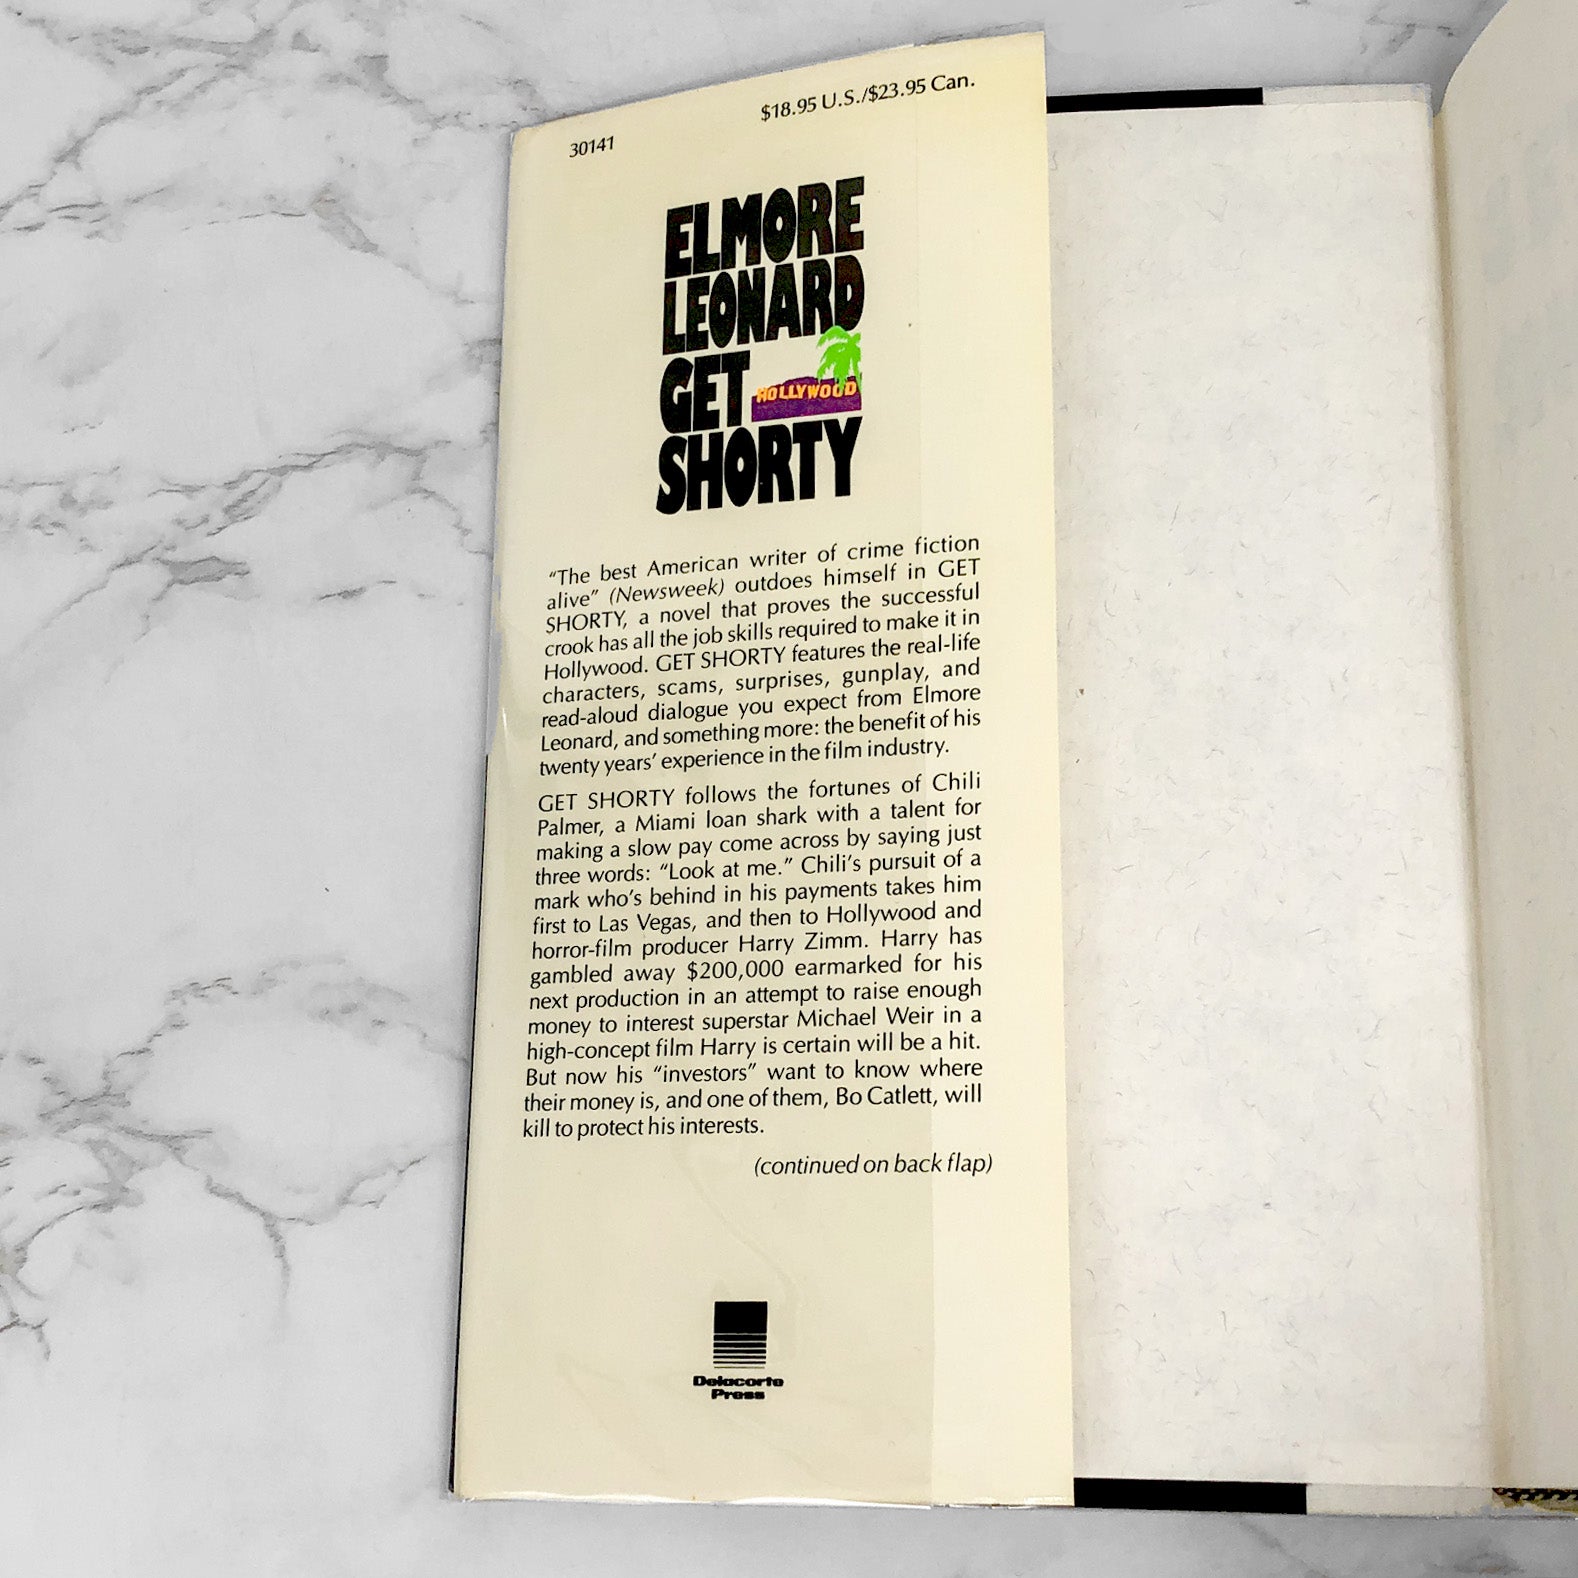 $18.95 U.S./$23.95 Can.
30141
ELMORE
LEONARD
GET
HOLLYWOOD
SHORTY
“The best American writer of crime fiction
alive” (Newsweek) outdoes himself in GET
SHORTY, a novel that proves the successful
crook has all the job skills required to make it in
Hollywood. GET SHORTY features the real-life
characters, scams, surprises, gunplay, and
read-aloud dialogue you expect from Elmore
Leonard, and something more: the benefit of his
twenty years’ experience in the film industry.
GET SHORTY follows the fortunes of Chili
Palmer, a Miami loan shark with a talent for
making a slow pay come across by saying just
three words: “Look at me.” Chili’s pursuit of a
mark who’s behind in his payments takes him
first to Las Vegas, and then to Hollywood and
horror-film producer Harry Zimm. Harry has
gambled away $200,000 earmarked for his
next production in an attempt to raise enough
money to interest superstar Michael Weir in a
high-concept film Harry is certain will be a hit.
But now his “investors” want to know where
their money is, and one of them, Bo Catlett, will
kill to protect his interests.
(continued on back flap)
Delacorte
Press